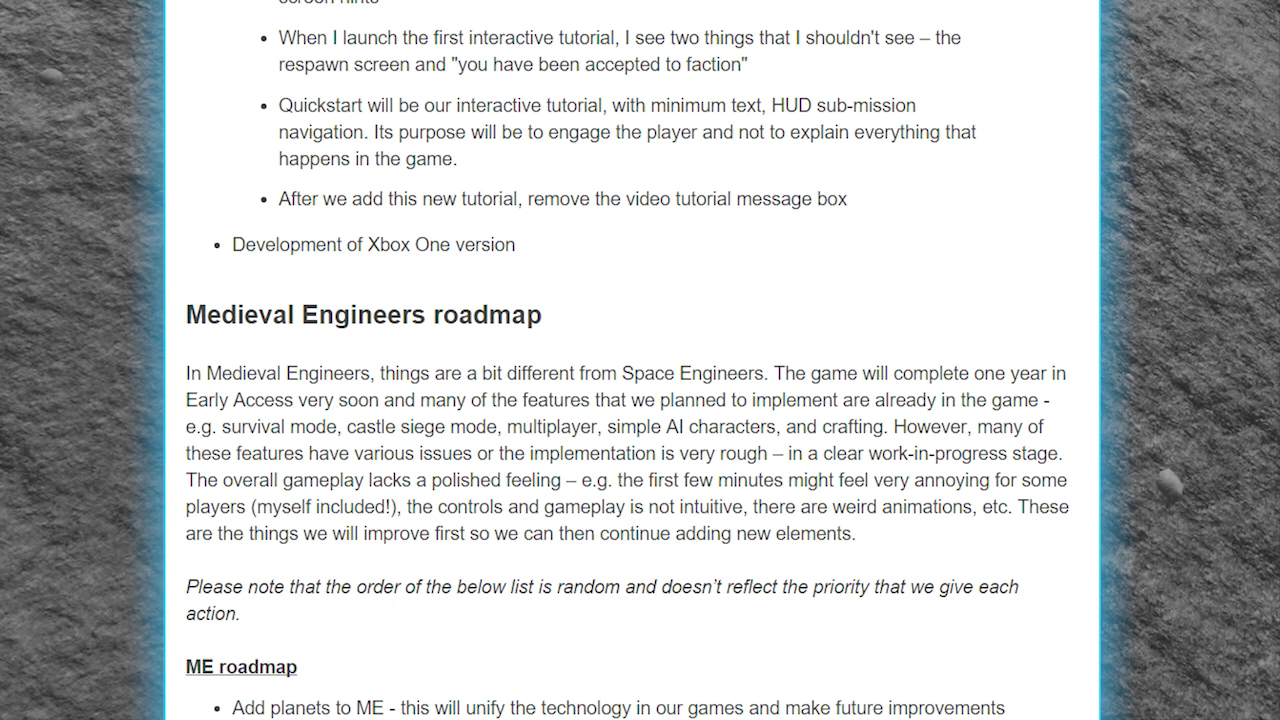 screen hints
When I launch the first interactive tutorial, I see two things that I shouldn't see – the
respawn screen and "you have been accepted to faction"
Quickstart will be our interactive tutorial, with minimum text, HUD sub-mission
navigation. Its purpose will be to engage the player and not to explain everything that
happens in the game.
After we add this new tutorial, remove the video tutorial message box
Development of Xbox One version
Medieval Engineers roadmap
In Medieval Engineers, things are a bit different from Space Engineers. The game will complete one year in
Early Access very soon and many of the features that we planned to implement are already in the game -
e.g. survival mode, castle siege mode, multiplayer, simple AI characters, and crafting. However, many of
these features have various issues or the implementation is very rough – in a clear work-in-progress stage.
The overall gameplay lacks a polished feeling – e.g. the first few minutes might feel very annoying for some
players (myself included!), the controls and gameplay is not intuitive, there are weird animations, etc. These
are the things we will improve first so we can then continue adding new elements.
Please note that the order of the below list is random and doesn’t reflect the priority that we give each
action.
ME roadmap
Add planets to ME - this will unify the technology in our games and make future improvements